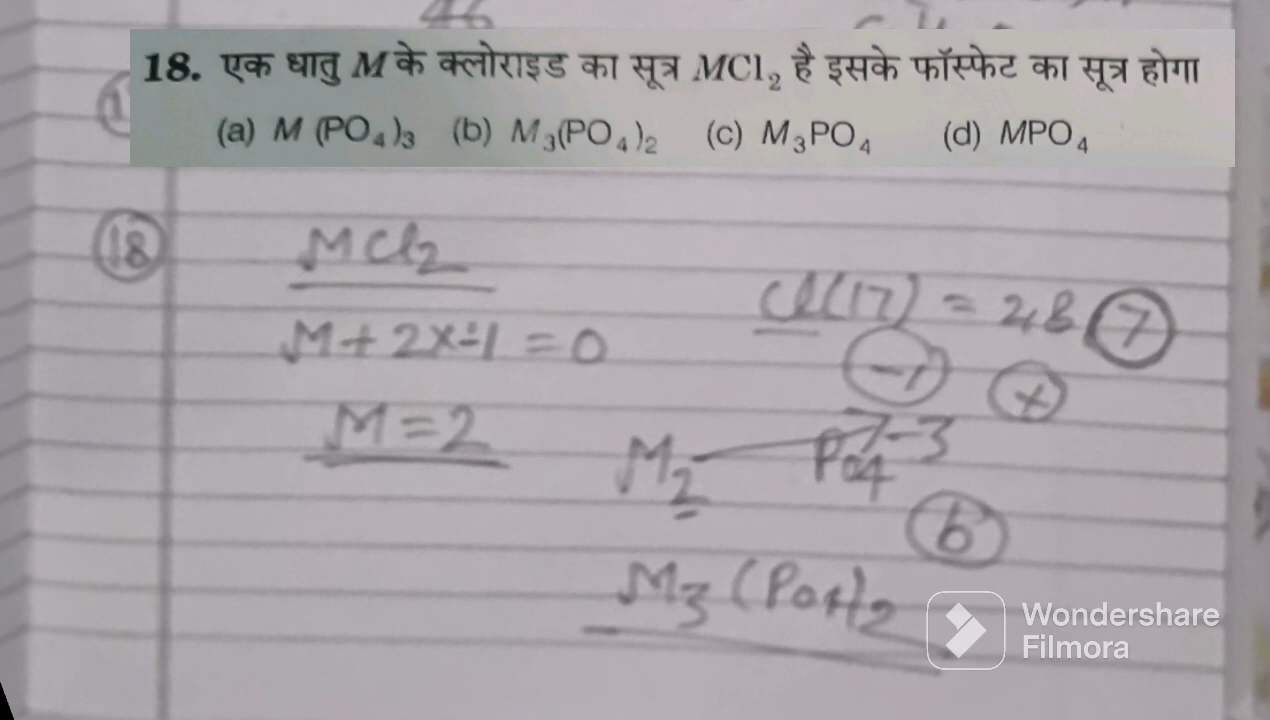 18. एक धातु M के क्लोराइड का सूत्र MCl₂ है इसके फॉस्फेट का सूत्र होगा
(a) M (PO₄)₃ (b) M₃(PO₄)₂ (c) M₃PO₄ (d) MPO₄
18 MCl₂
Cl(17) = 2,8 7
M + 2x-1 = 0
-1
M = 2
M₂ PO₄ -3
b
M₃(PO₄)₂
Wondershare
Filmora